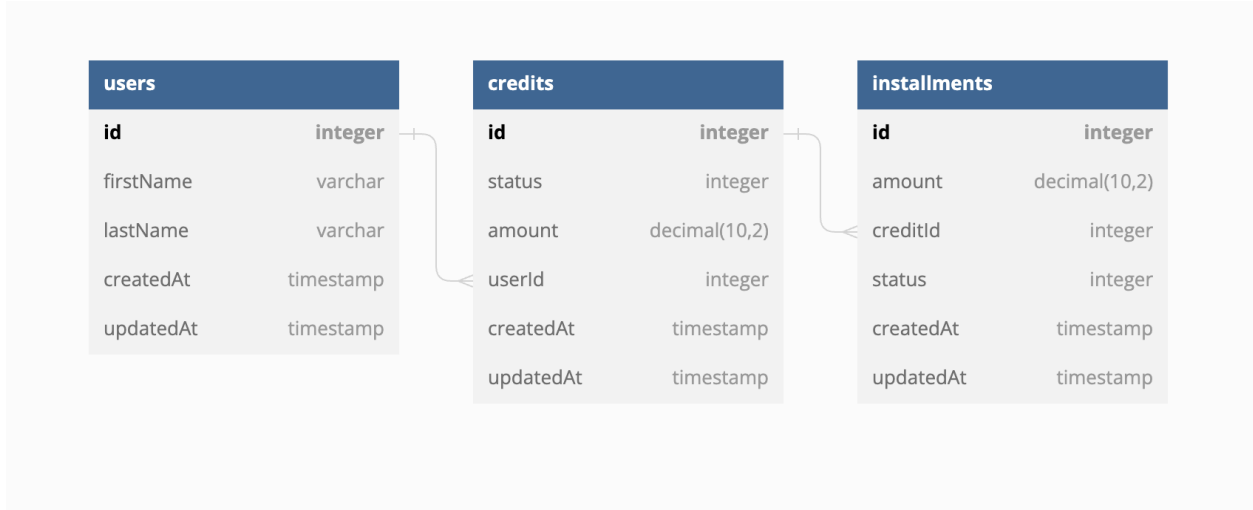 users
id integer
firstName varchar
lastName varchar
createdAt timestamp
updatedAt timestamp
credits
id integer
status integer
amount decimal(10,2)
userId integer
createdAt timestamp
updatedAt timestamp
installments
id integer
amount decimal(10,2)
creditId integer
status integer
createdAt timestamp
updatedAt timestamp